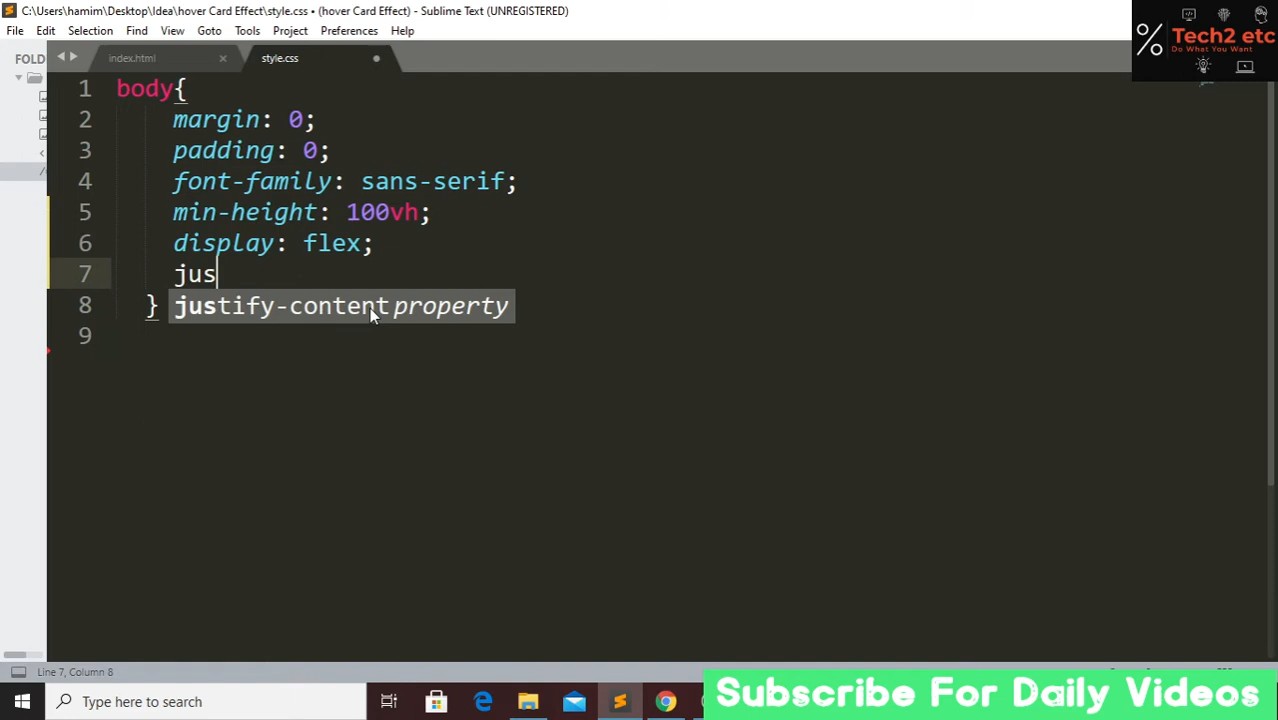 C:\Users\hamim\Desktop\Idea\hover Card Effect\style.css • (hover Card Effect) - Sublime Text (UNREGISTERED)
File Edit Selection Find View Goto Tools Project Preferences Help
Tech2 etc
Do What You Want
FOLD
index.html × style.css
1 body{
2 margin: 0;
3 padding: 0;
4 font-family: sans-serif;
5 min-height: 100vh;
6 display: flex;
7 jus
8 } justify-content property
9
Line 7, Column 8
Type here to search
Subscribe For Daily Videos